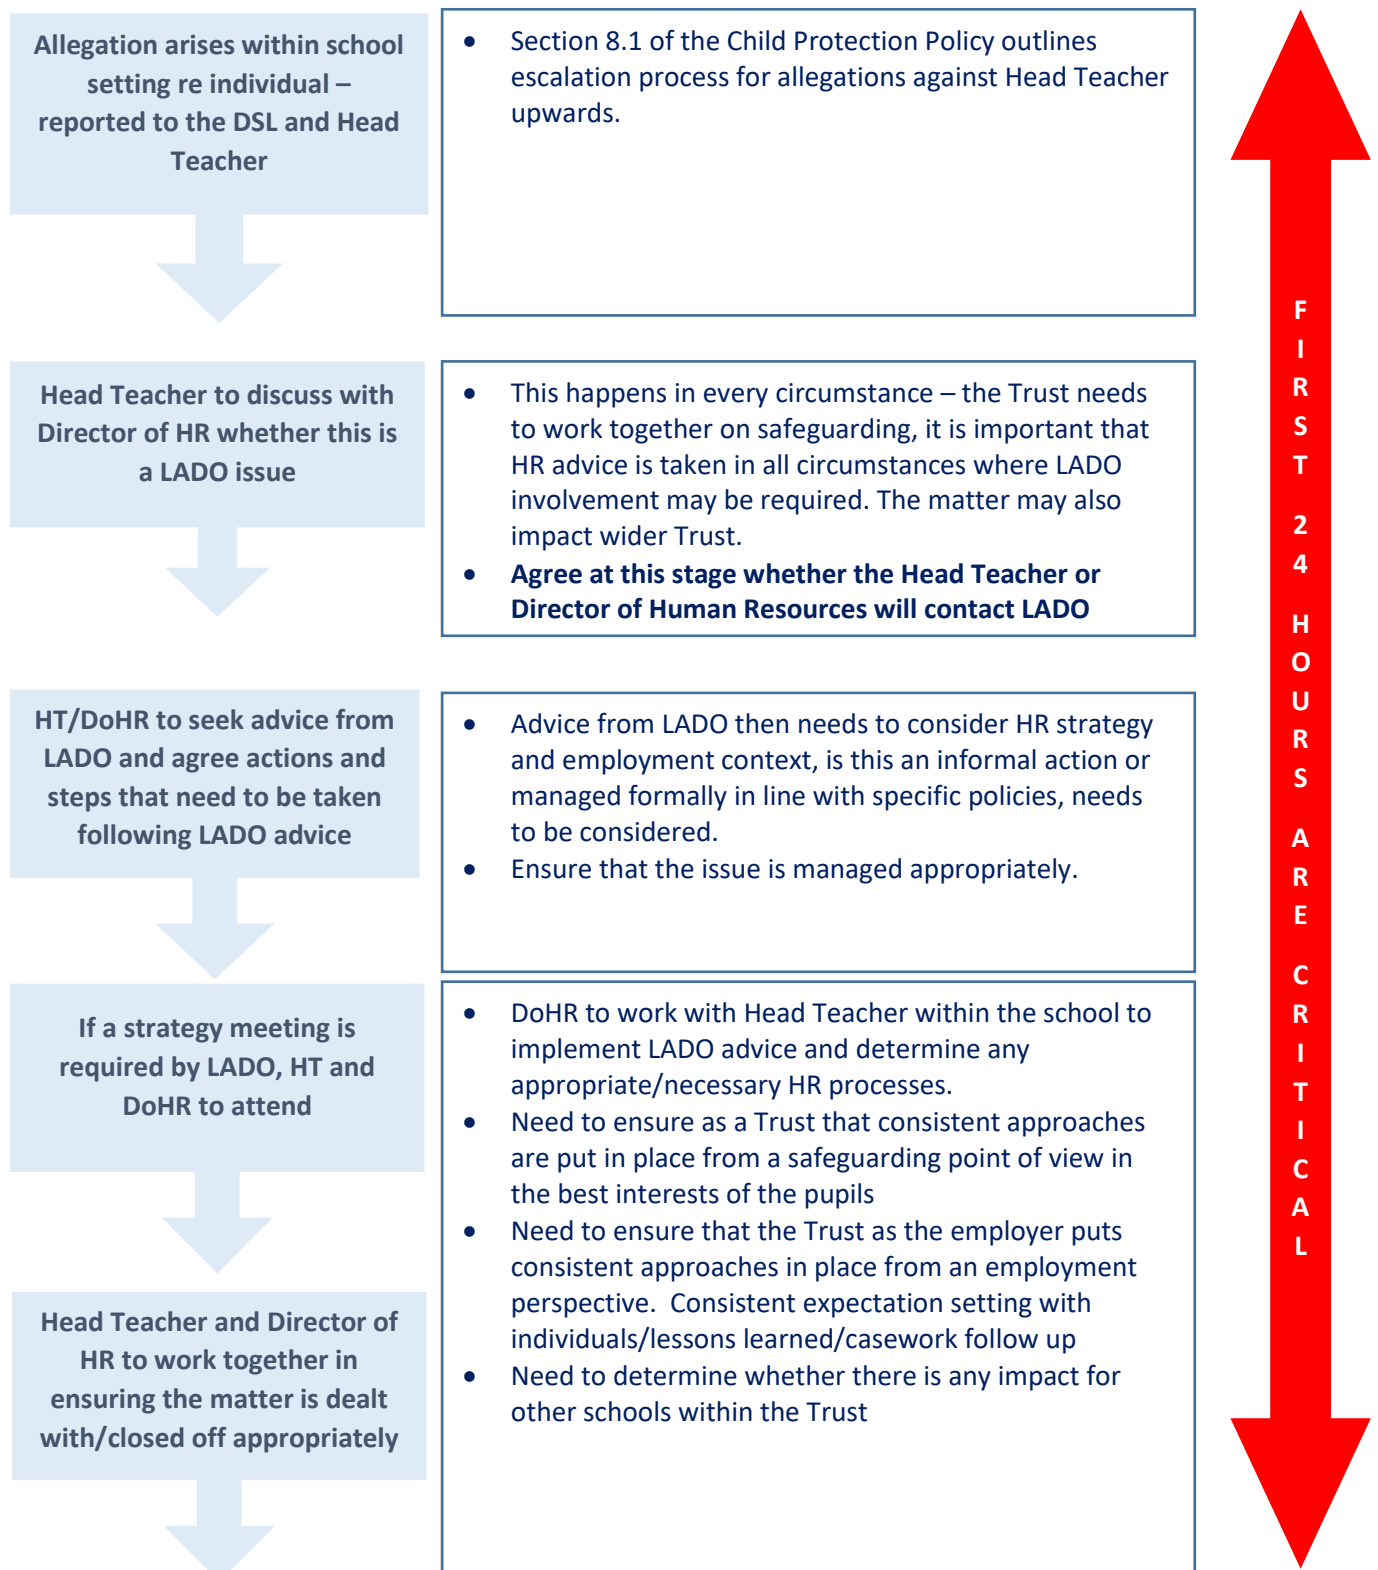 Allegation arises within school
setting re individual –
reported to the DSL and Head
Teacher
• Section 8.1 of the Child Protection Policy outlines
escalation process for allegations against Head Teacher
upwards.
Head Teacher to discuss with
Director of HR whether this is
a LADO issue
• This happens in every circumstance – the Trust needs
to work together on safeguarding, it is important that
HR advice is taken in all circumstances where LADO
involvement may be required. The matter may also
impact wider Trust.
• Agree at this stage whether the Head Teacher or
Director of Human Resources will contact LADO
HT/DoHR to seek advice from
LADO and agree actions and
steps that need to be taken
following LADO advice
• Advice from LADO then needs to consider HR strategy
and employment context, is this an informal action or
managed formally in line with specific policies, needs
to be considered.
• Ensure that the issue is managed appropriately.
If a strategy meeting is
required by LADO, HT and
DoHR to attend
Head Teacher and Director of
HR to work together in
ensuring the matter is dealt
with/closed off appropriately
• DoHR to work with Head Teacher within the school to
implement LADO advice and determine any
appropriate/necessary HR processes.
• Need to ensure as a Trust that consistent approaches
are put in place from a safeguarding point of view in
the best interests of the pupils
• Need to ensure that the Trust as the employer puts
consistent approaches in place from an employment
perspective.  Consistent expectation setting with
individuals/lessons learned/casework follow up
• Need to determine whether there is any impact for
other schools within the Trust
F
I
R
S
T
2
4
H
O
U
R
S
A
R
E
C
R
I
T
I
C
A
L